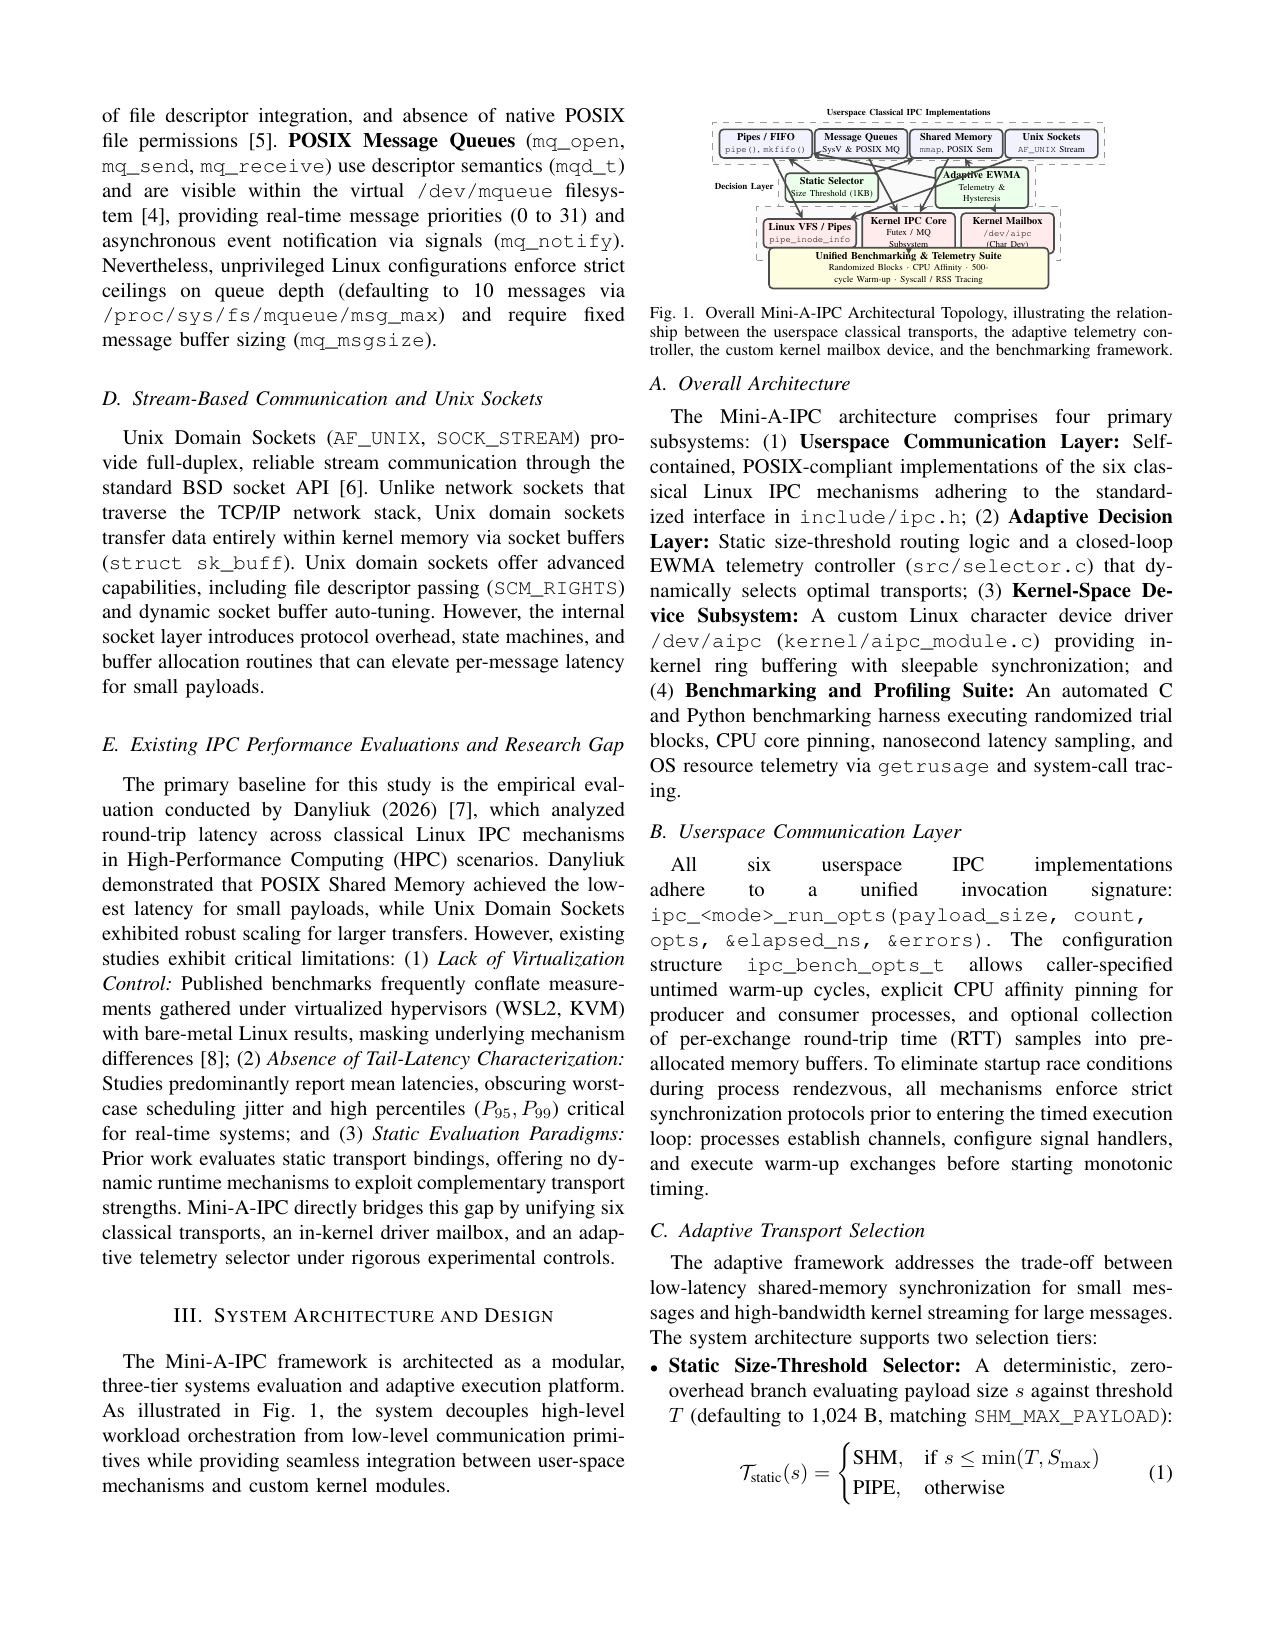 of file descriptor integration, and absence of native POSIX
file permissions [5]. POSIX Message Queues (mq_open,
mq_send, mq_receive) use descriptor semantics (mqd_t)
and are visible within the virtual /dev/mqueue filesys-
tem [4], providing real-time message priorities (0 to 31) and
asynchronous event notification via signals (mq_notify).
Nevertheless, unprivileged Linux configurations enforce strict
ceilings on queue depth (defaulting to 10 messages via
/proc/sys/fs/mqueue/msg_max) and require fixed
message buffer sizing (mq_msgsize).
D. Stream-Based Communication and Unix Sockets
Unix Domain Sockets (AF_UNIX, SOCK_STREAM) pro-
vide full-duplex, reliable stream communication through the
standard BSD socket API [6]. Unlike network sockets that
traverse the TCP/IP network stack, Unix domain sockets
transfer data entirely within kernel memory via socket buffers
(struct sk_buff). Unix domain sockets offer advanced
capabilities, including file descriptor passing (SCM_RIGHTS)
and dynamic socket buffer auto-tuning. However, the internal
socket layer introduces protocol overhead, state machines, and
buffer allocation routines that can elevate per-message latency
for small payloads.
E. Existing IPC Performance Evaluations and Research Gap
The primary baseline for this study is the empirical eval-
uation conducted by Danyliuk (2026) [7], which analyzed
round-trip latency across classical Linux IPC mechanisms
in High-Performance Computing (HPC) scenarios. Danyliuk
demonstrated that POSIX Shared Memory achieved the low-
est latency for small payloads, while Unix Domain Sockets
exhibited robust scaling for larger transfers. However, existing
studies exhibit critical limitations: (1) Lack of Virtualization
Control: Published benchmarks frequently conflate measure-
ments gathered under virtualized hypervisors (WSL2, KVM)
with bare-metal Linux results, masking underlying mechanism
differences [8]; (2) Absence of Tail-Latency Characterization:
Studies predominantly report mean latencies, obscuring worst-
case scheduling jitter and high percentiles (P95, P99) critical
for real-time systems; and (3) Static Evaluation Paradigms:
Prior work evaluates static transport bindings, offering no dy-
namic runtime mechanisms to exploit complementary transport
strengths. Mini-A-IPC directly bridges this gap by unifying six
classical transports, an in-kernel driver mailbox, and an adap-
tive telemetry selector under rigorous experimental controls.
III. SYSTEM ARCHITECTURE AND DESIGN
The Mini-A-IPC framework is architected as a modular,
three-tier systems evaluation and adaptive execution platform.
As illustrated in Fig. 1, the system decouples high-level
workload orchestration from low-level communication primi-
tives while providing seamless integration between user-space
mechanisms and custom kernel modules.
Userspace Classical IPC Implementations
Pipes / FIFO
pipe(), mkfifo()
Message Queues
SysV & POSIX MQ
Shared Memory
mmap, POSIX Sem
Unix Sockets
AF_UNIX Stream
Decision Layer
Static Selector
Size Threshold (1KB)
Adaptive EWMA
Telemetry &
Hysteresis
Linux VFS / Pipes
pipe_inode_info
Kernel IPC Core
Futex / MQ
Subsystem
Kernel Mailbox
/dev/aipc
(Char Dev)
Unified Benchmarking & Telemetry Suite
Randomized Blocks · CPU Affinity · 500-
cycle Warm-up · Syscall / RSS Tracing
Fig. 1. Overall Mini-A-IPC Architectural Topology, illustrating the relation-
ship between the userspace classical transports, the adaptive telemetry con-
troller, the custom kernel mailbox device, and the benchmarking framework.
A. Overall Architecture
The Mini-A-IPC architecture comprises four primary
subsystems: (1) Userspace Communication Layer: Self-
contained, POSIX-compliant implementations of the six clas-
sical Linux IPC mechanisms adhering to the standard-
ized interface in include/ipc.h; (2) Adaptive Decision
Layer: Static size-threshold routing logic and a closed-loop
EWMA telemetry controller (src/selector.c) that dy-
namically selects optimal transports; (3) Kernel-Space De-
vice Subsystem: A custom Linux character device driver
/dev/aipc (kernel/aipc_module.c) providing in-
kernel ring buffering with sleepable synchronization; and
(4) Benchmarking and Profiling Suite: An automated C
and Python benchmarking harness executing randomized trial
blocks, CPU core pinning, nanosecond latency sampling, and
OS resource telemetry via getrusage and system-call trac-
ing.
B. Userspace Communication Layer
All six userspace IPC implementations
adhere to a unified invocation signature:
ipc_<mode>_run_opts(payload_size, count,
opts, &elapsed_ns, &errors). The configuration
structure ipc_bench_opts_t allows caller-specified
untimed warm-up cycles, explicit CPU affinity pinning for
producer and consumer processes, and optional collection
of per-exchange round-trip time (RTT) samples into pre-
allocated memory buffers. To eliminate startup race conditions
during process rendezvous, all mechanisms enforce strict
synchronization protocols prior to entering the timed execution
loop: processes establish channels, configure signal handlers,
and execute warm-up exchanges before starting monotonic
timing.
C. Adaptive Transport Selection
The adaptive framework addresses the trade-off between
low-latency shared-memory synchronization for small mes-
sages and high-bandwidth kernel streaming for large messages.
The system architecture supports two selection tiers:
• Static Size-Threshold Selector: A deterministic, zero-
overhead branch evaluating payload size s against threshold
T (defaulting to 1,024 B, matching SHM_MAX_PAYLOAD):
𝒯static(s) = { SHM, if s ≤ min(T, Smax)
PIPE, otherwise (1)